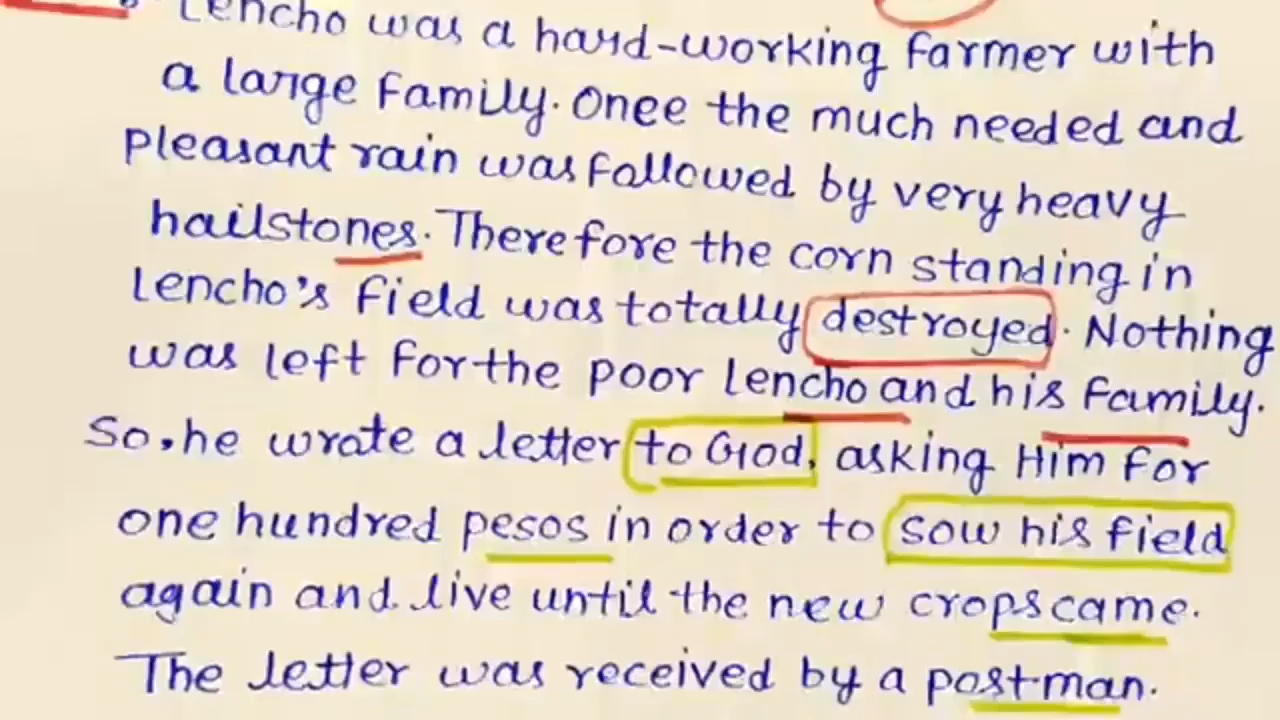 Lencho was a hard-working farmer with
a large family. Once the much needed and
pleasant rain was followed by very heavy
hailstones. Therefore the corn standing in
Lencho's field was totally destroyed. Nothing
was left for the poor lencho and his family.
So, he wrote a letter to God, asking Him for
one hundred pesos in order to sow his field
again and live until the new crops came.
The letter was received by a postman.